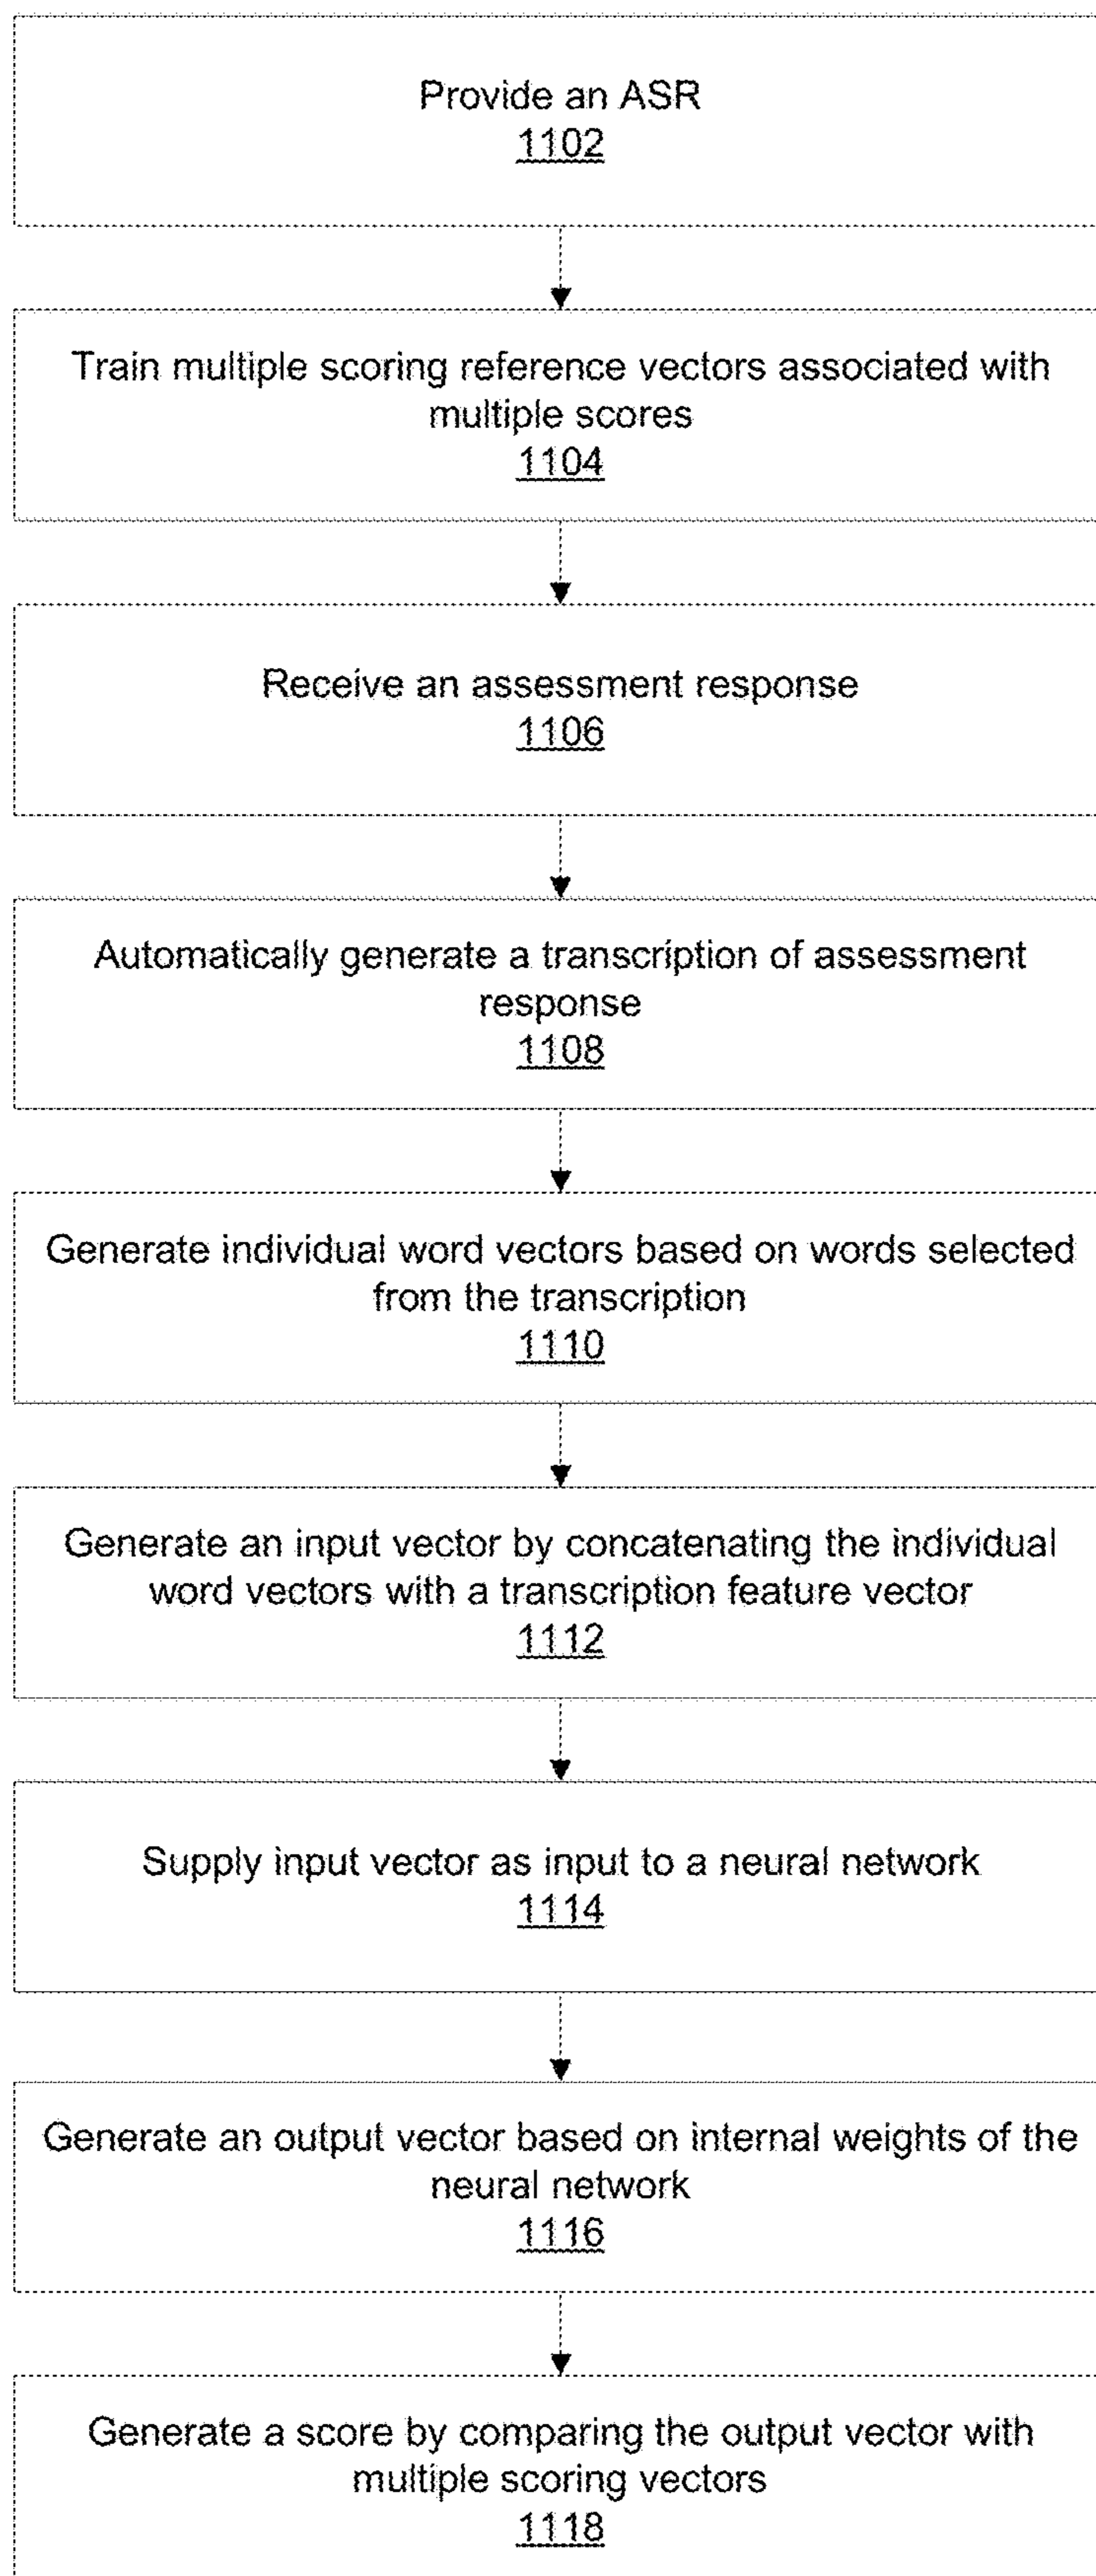 Provide an ASR
1102
Train multiple scoring reference vectors associated with
multiple scores
1104
Receive an assessment response
1106
Automatically generate a transcription of assessment
response
1108
Generate individual word vectors based on words selected
from the transcription
1110
Generate an input vector by concatenating the individual
word vectors with a transcription feature vector
1112
Supply input vector as input to a neural network
1114
Generate an output vector based on internal weights of the
neural network
1116
Generate a score by comparing the output vector with
multiple scoring vectors
1118